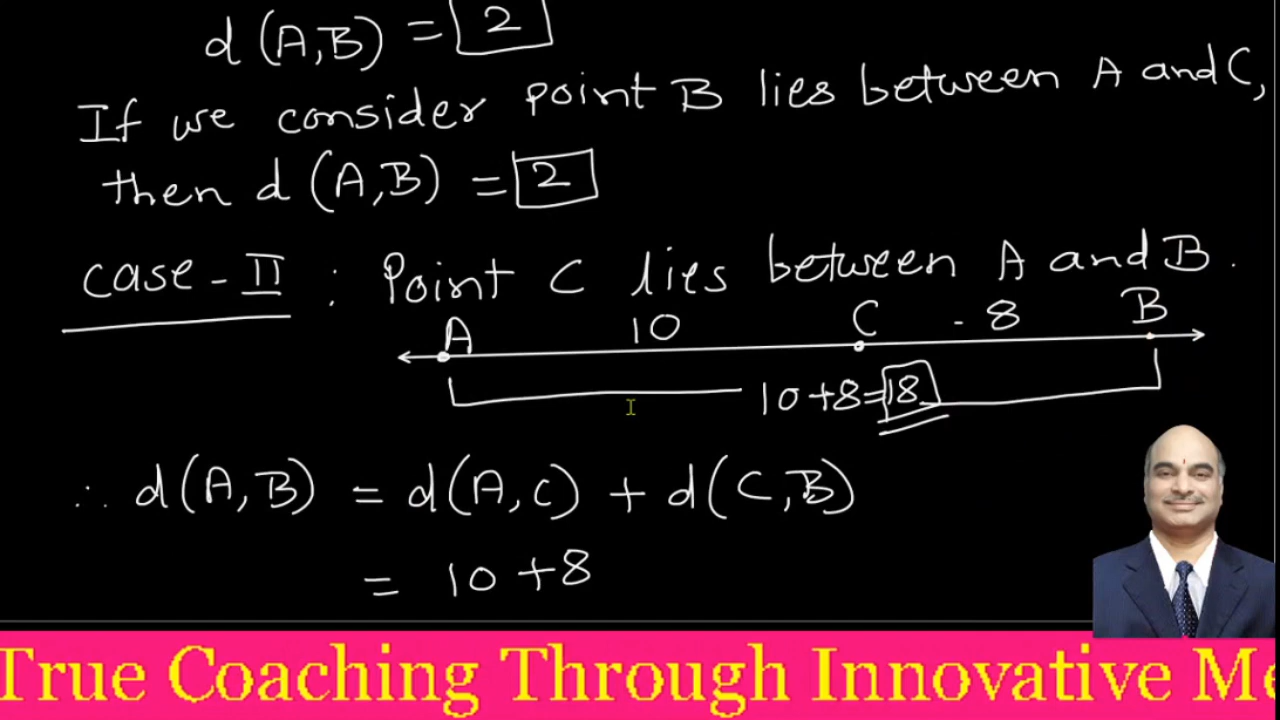 d(A,B) = 2
If we consider point B lies between A and C,
then d(A,B) = 2
case - II : Point C lies between A and B.
A 10 C - 8 B
10+8=18
∴ d(A,B) = d(A,C) + d(C,B)
= 10+8
True Coaching Through Innovative Me